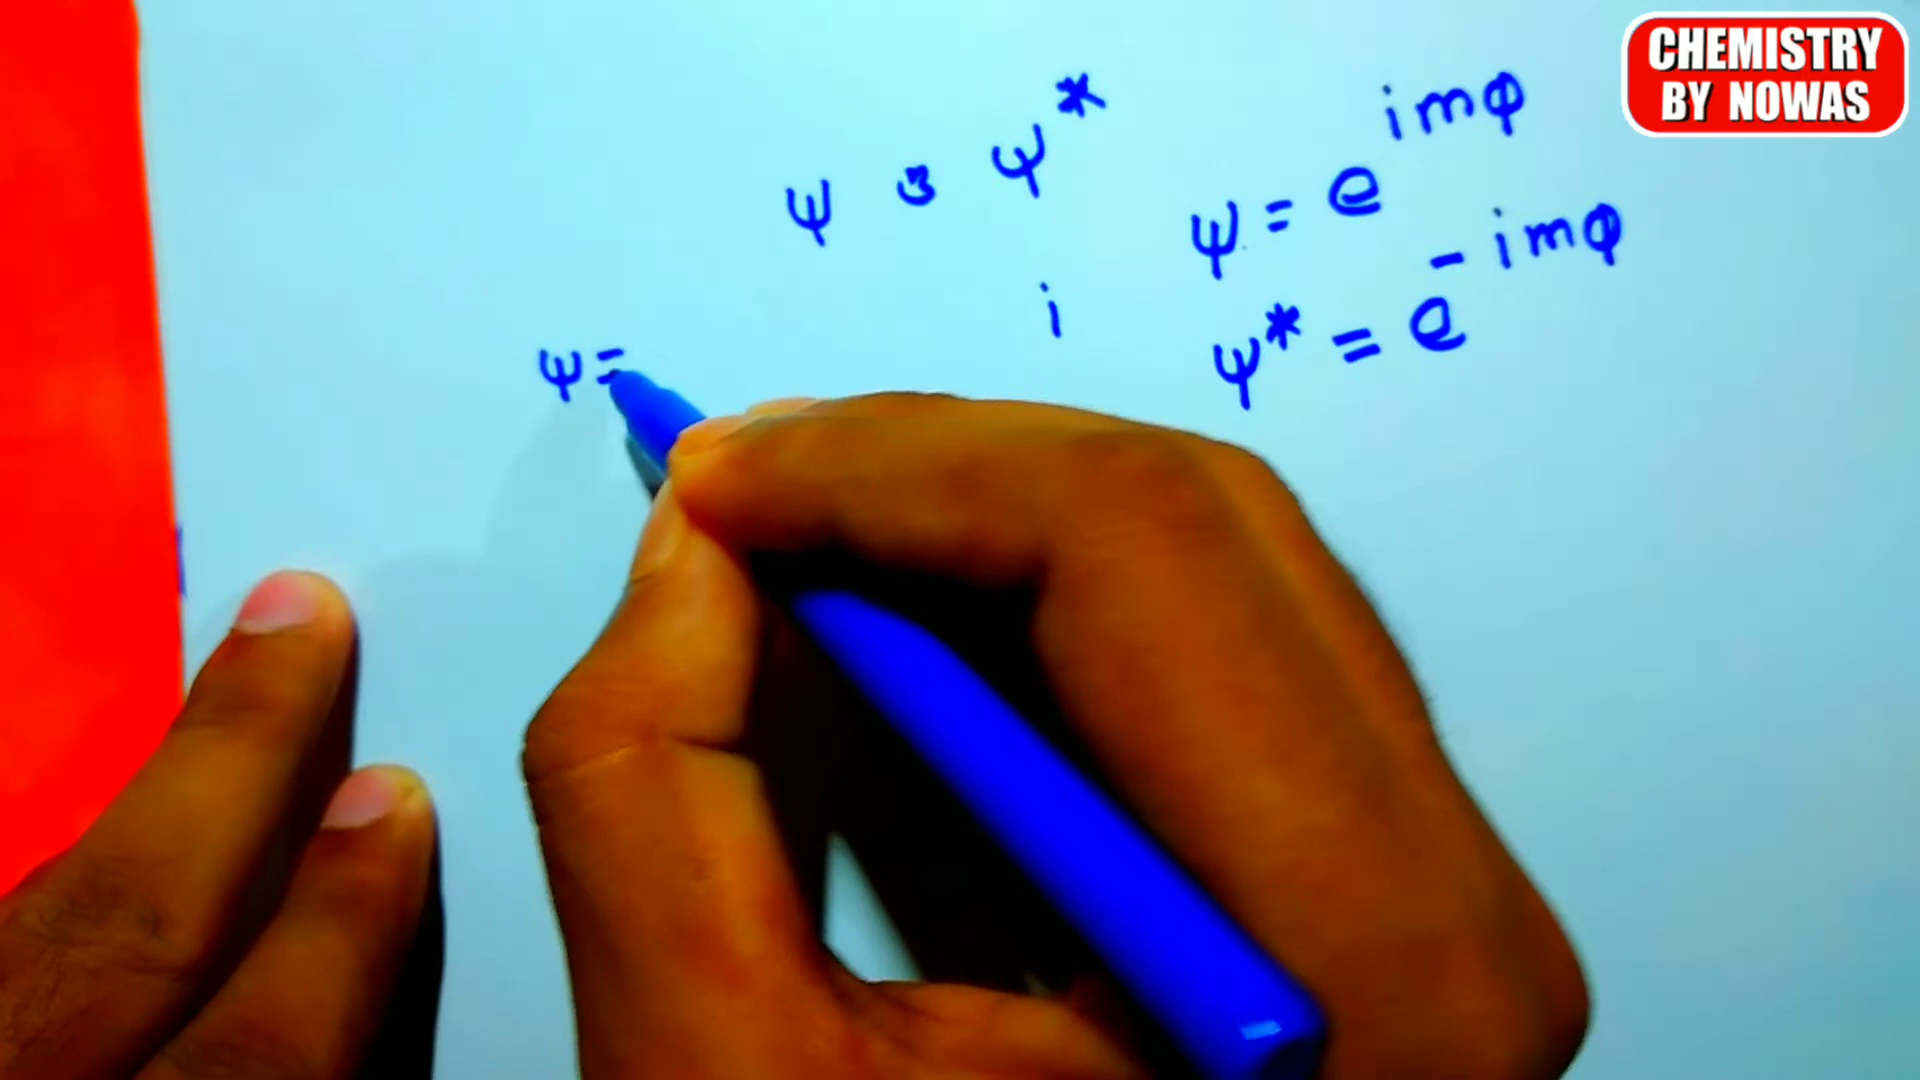 CHEMISTRY
BY NOWAS
ψ ও ψ*
ψ = e^{imφ}
i
ψ* = e^{-imφ}
ψ =